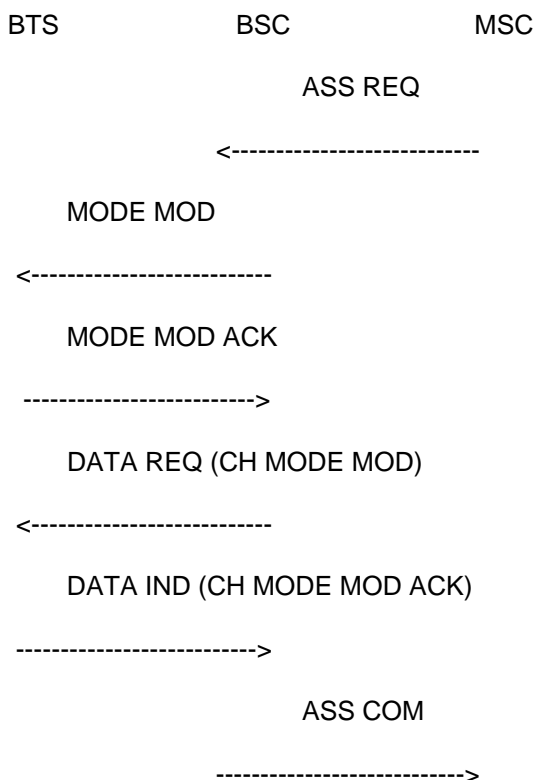 BTS BSC MSC
ASS REQ
<----------------------------
MODE MOD
<---------------------------
MODE MOD ACK
-------------------------->
DATA REQ (CH MODE MOD)
<---------------------------
DATA IND (CH MODE MOD ACK)
--------------------------->
ASS COM
---------------------------->